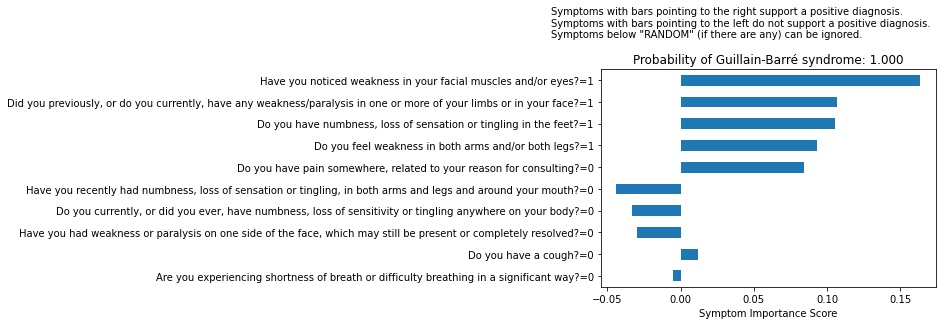 Symptoms with bars pointing to the right support a positive diagnosis.
Symptoms with bars pointing to the left do not support a positive diagnosis.
Symptoms below "RANDOM" (if there are any) can be ignored.
Probability of Guillain-Barré syndrome: 1.000
Have you noticed weakness in your facial muscles and/or eyes?=1
Did you previously, or do you currently, have any weakness/paralysis in one or more of your limbs or in your face?=1
Do you have numbness, loss of sensation or tingling in the feet?=1
Do you feel weakness in both arms and/or both legs?=1
Do you have pain somewhere, related to your reason for consulting?=0
Have you recently had numbness, loss of sensation or tingling, in both arms and legs and around your mouth?=0
Do you currently, or did you ever, have numbness, loss of sensitivity or tingling anywhere on your body?=0
Have you had weakness or paralysis on one side of the face, which may still be present or completely resolved?=0
Do you have a cough?=0
Are you experiencing shortness of breath or difficulty breathing in a significant way?=0
−0.05 0.00 0.05 0.10 0.15
Symptom Importance Score